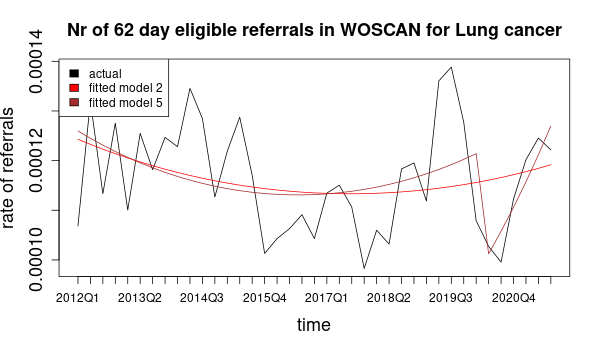 Nr of 62 day eligible referrals in WOSCAN for Lung cancer
actual
fitted model 2
fitted model 5
rate of referrals
0.00014
0.00012
0.00010
2012Q1 2013Q2 2014Q3 2015Q4 2017Q1 2018Q2 2019Q3 2020Q4
time